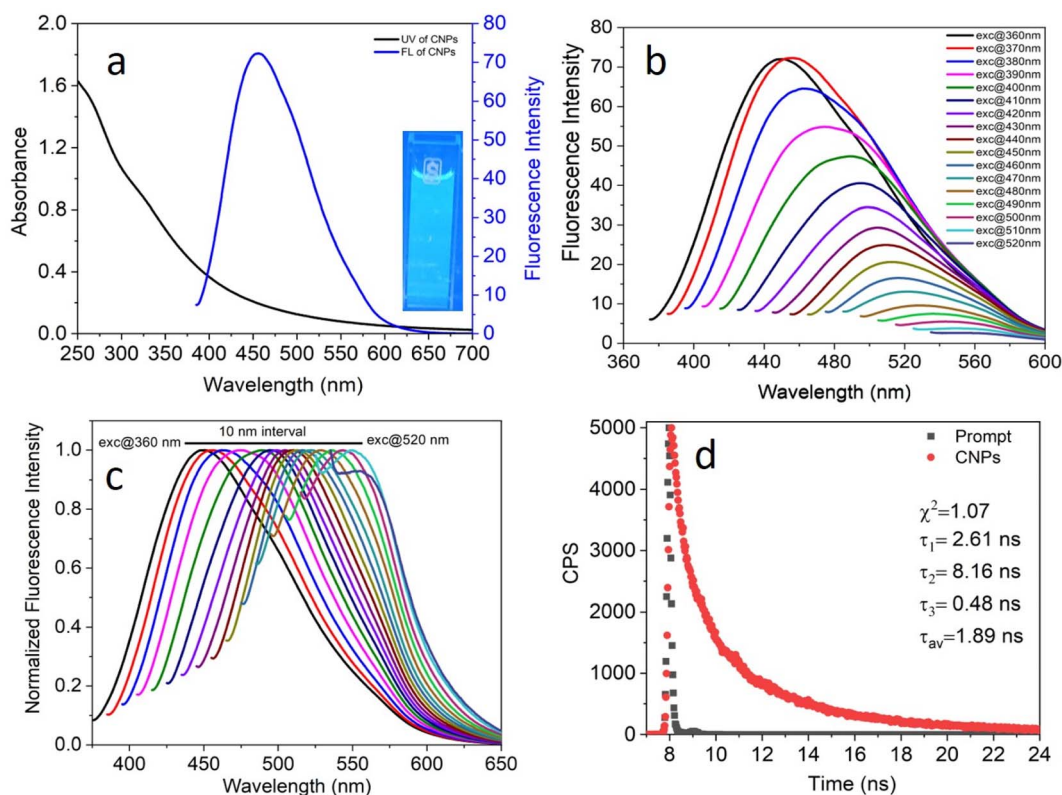 a
UV of CNPs
FL of CNPs
2.0
1.6
1.2
0.8
0.4
0.0
Absorbance
250 300 350 400 450 500 550 600 650 700
Wavelength (nm)
80
70
60
50
40
30
20
10
0
Fluorescence Intensity
S
b
80
70
60
50
40
30
20
10
0
Fluorescence Intensity
360 400 440 480 520 560 600
Wavelength (nm)
exc@360nm
exc@370nm
exc@380nm
exc@390nm
exc@400nm
exc@410nm
exc@420nm
exc@430nm
exc@440nm
exc@450nm
exc@460nm
exc@470nm
exc@480nm
exc@490nm
exc@500nm
exc@510nm
exc@520nm
c
exc@360 nm
10 nm interval
exc@520 nm
1.0
0.8
0.6
0.4
0.2
0.0
Normalized Fluorescence Intensity
400 450 500 550 600 650
Wavelength (nm)
d
Prompt
CNPs
χ²=1.07
τ₁= 2.61 ns
τ₂= 8.16 ns
τ₃= 0.48 ns
τav=1.89 ns
5000
4000
3000
2000
1000
0
CPS
8 10 12 14 16 18 20 22 24
Time (ns)